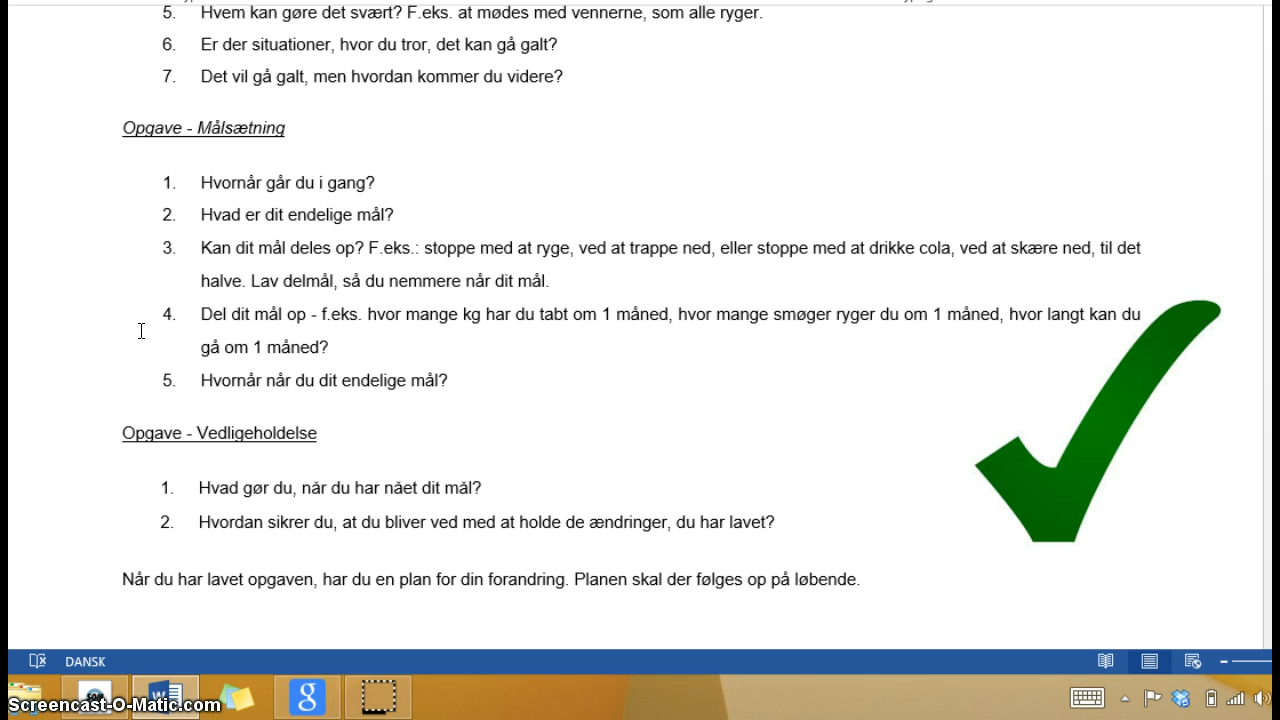 5. Hvem kan gøre det svært? F.eks. at mødes med vennerne, som alle ryger.
6. Er der situationer, hvor du tror, det kan gå galt?
7. Det vil gå galt, men hvordan kommer du videre?
Opgave - Målsætning
1. Hvornår går du i gang?
2. Hvad er dit endelige mål?
3. Kan dit mål deles op? F.eks.: stoppe med at ryge, ved at trappe ned, eller stoppe med at drikke cola, ved at skære ned, til det
halve. Lav delmål, så du nemmere når dit mål.
4. Del dit mål op - f.eks. hvor mange kg har du tabt om 1 måned, hvor mange smøger ryger du om 1 måned, hvor langt kan du
gå om 1 måned?
5. Hvornår når du dit endelige mål?
Opgave - Vedligeholdelse
1. Hvad gør du, når du har nået dit mål?
2. Hvordan sikrer du, at du bliver ved med at holde de ændringer, du har lavet?
Når du har lavet opgaven, har du en plan for din forandring. Planen skal der følges op på løbende.
DANSK
Screencast-O-Matic.com